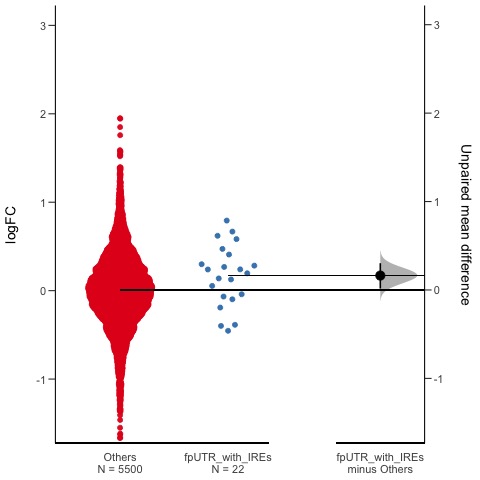 3
2
1
0
-1
logFC
3
2
1
0
-1
Unpaired mean difference
Others
N = 5500
fpUTR_with_IREs
N = 22
fpUTR_with_IREs
minus Others